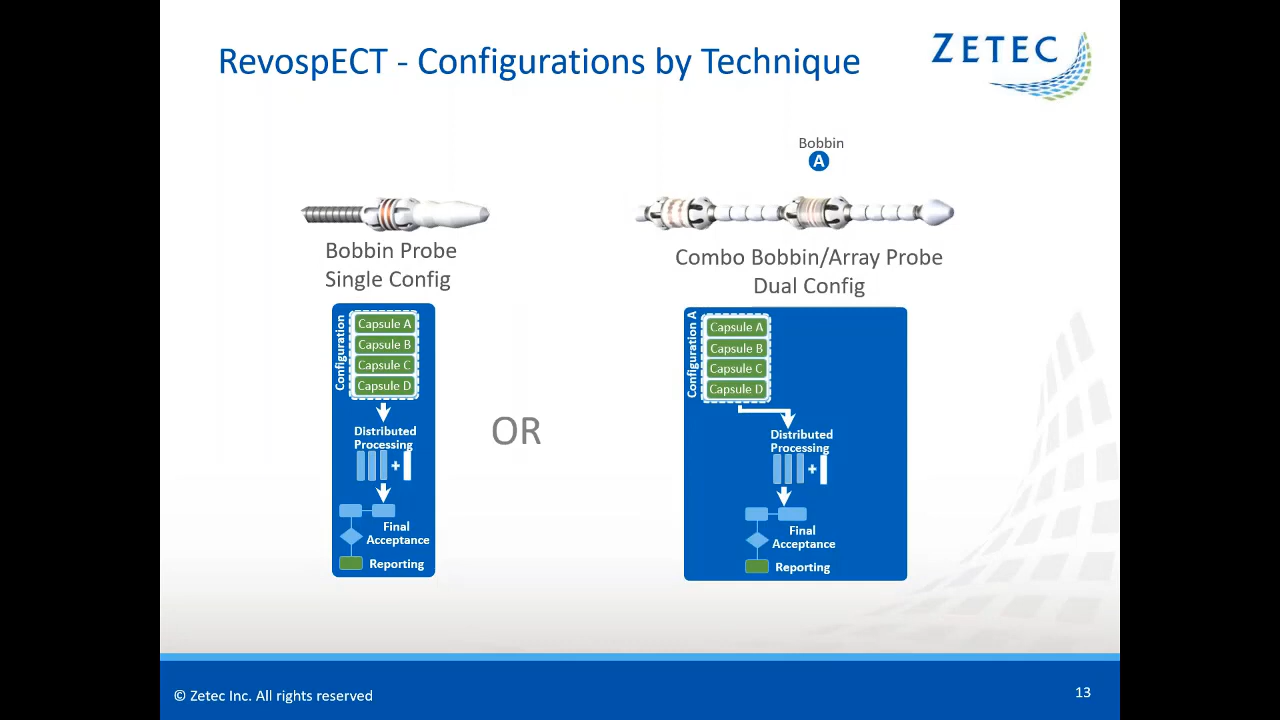 RevospECT - Configurations by Technique
ZETEC
Bobbin
A
Bobbin Probe
Single Config
Configuration
Capsule A
Capsule B
Capsule C
Capsule D
Distributed
Processing
+
Final
Acceptance
Reporting
OR
Combo Bobbin/Array Probe
Dual Config
Configuration A
Capsule A
Capsule B
Capsule C
Capsule D
Distributed
Processing
+
Final
Acceptance
Reporting
© Zetec Inc. All rights reserved
13